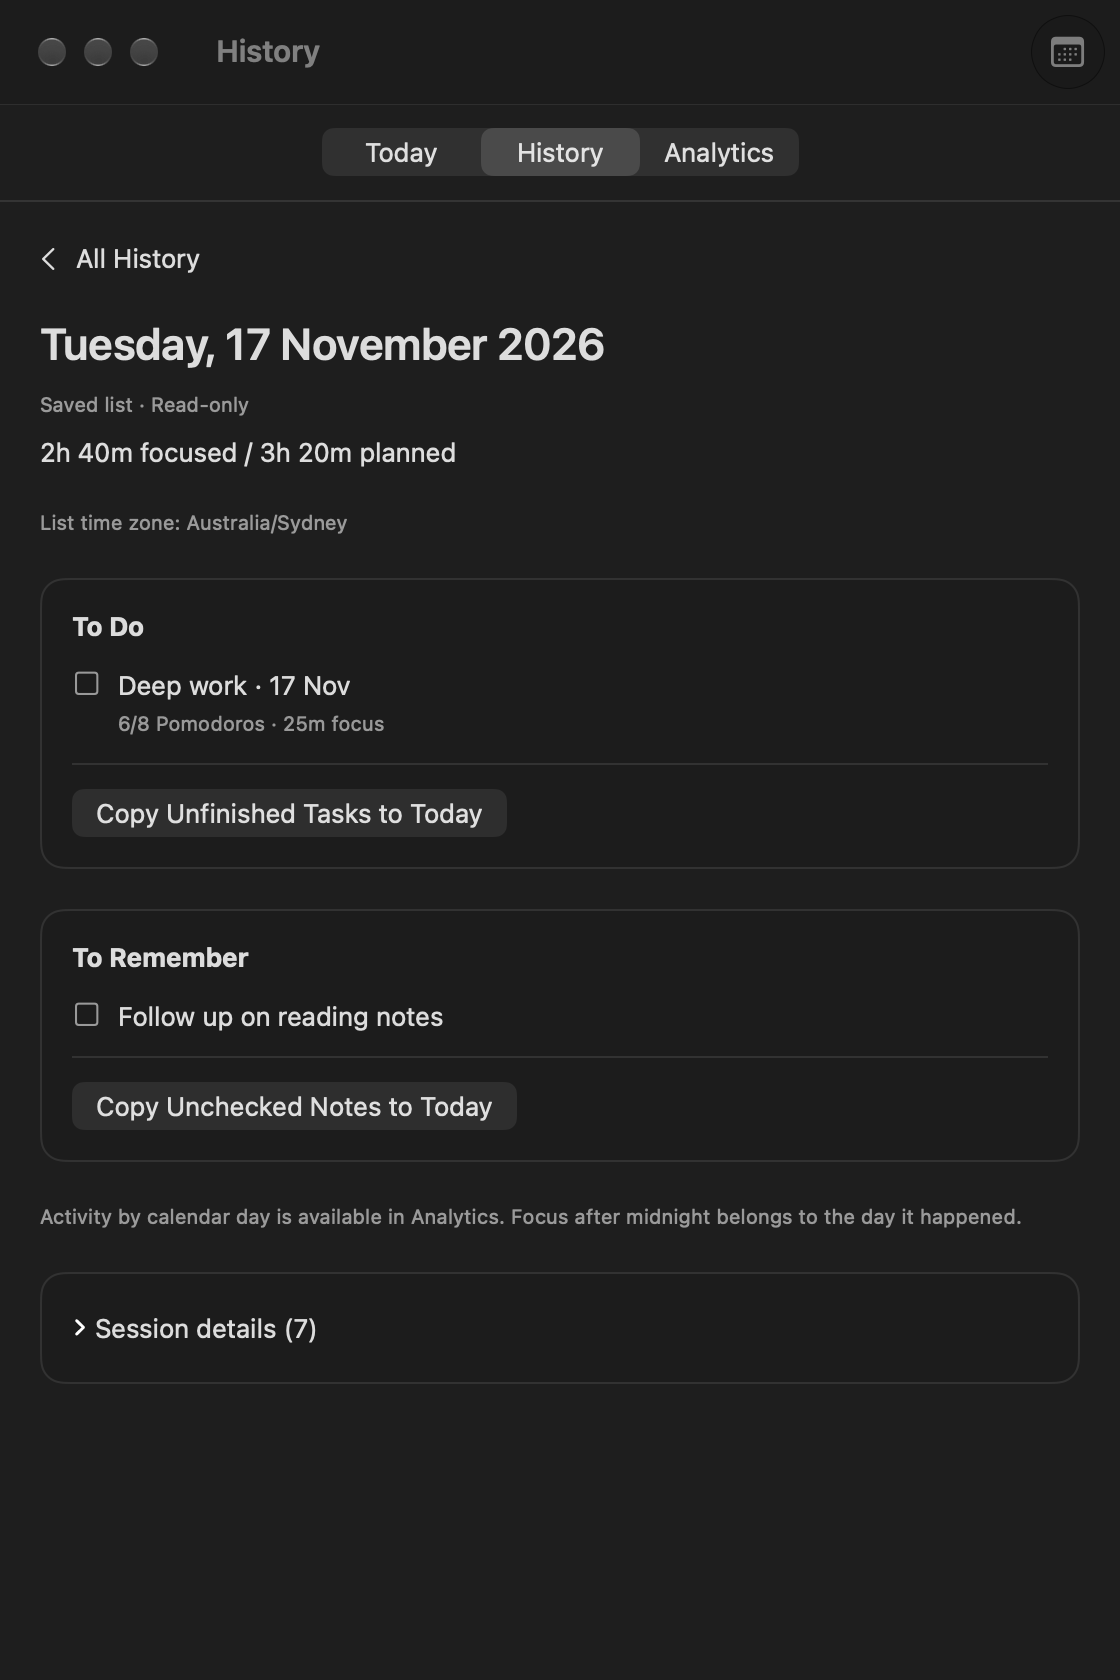 History
Today
History
Analytics
All History
Tuesday, 17 November 2026
Saved list · Read-only
2h 40m focused / 3h 20m planned
List time zone: Australia/Sydney
To Do
Deep work · 17 Nov
6/8 Pomodoros · 25m focus
Copy Unfinished Tasks to Today
To Remember
Follow up on reading notes
Copy Unchecked Notes to Today
Activity by calendar day is available in Analytics. Focus after midnight belongs to the day it happened.
Session details (7)